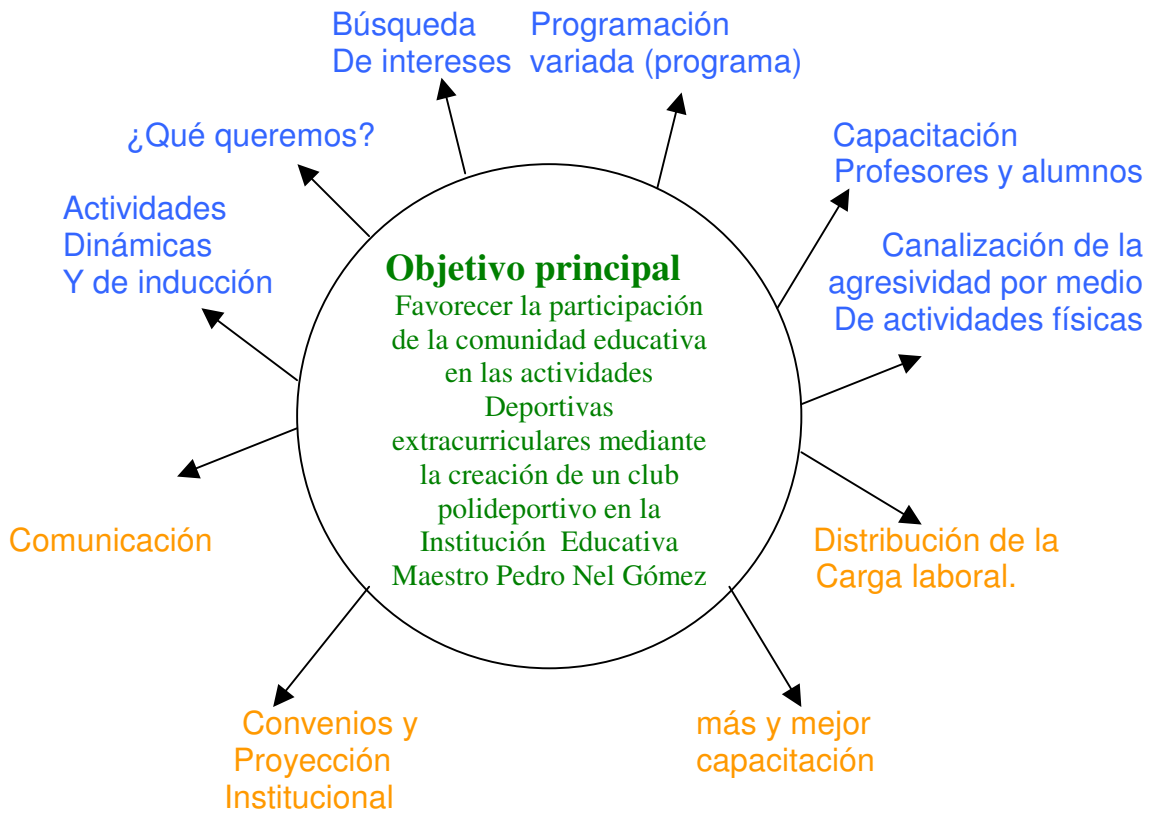 Búsqueda
De intereses
Programación
variada (programa)
¿Qué queremos?
Capacitación
Profesores y alumnos
Actividades
Dinámicas
Y de inducción
Canalización de la
agresividad por medio
De actividades físicas
Objetivo principal
Favorecer la participación
de la comunidad educativa
en las actividades
Deportivas
extracurriculares mediante
la creación de un club
polideportivo en la
Institución Educativa
Maestro Pedro Nel Gómez
Comunicación
Distribución de la
Carga laboral.
Convenios y
Proyección
Institucional
más y mejor
capacitación